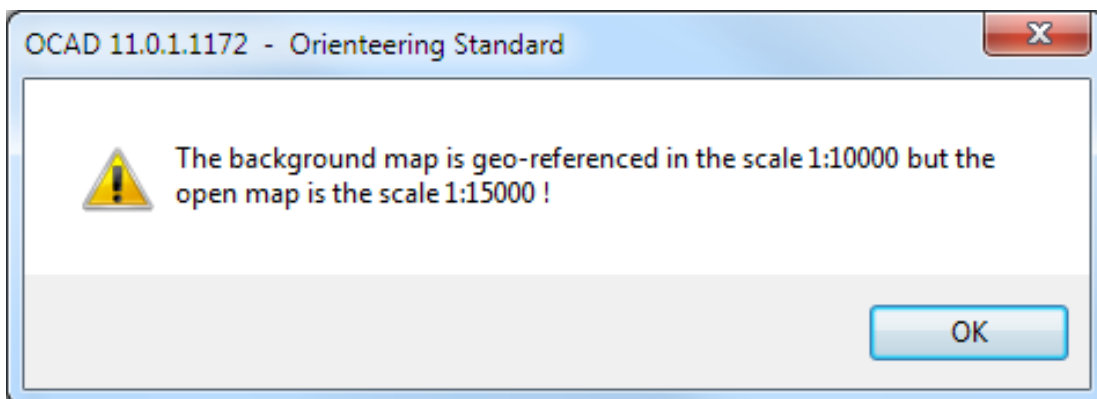 OCAD 11.0.1.1172 - Orienteering Standard
The background map is geo-referenced in the scale 1:10000 but the
open map is the scale 1:15000 !
OK